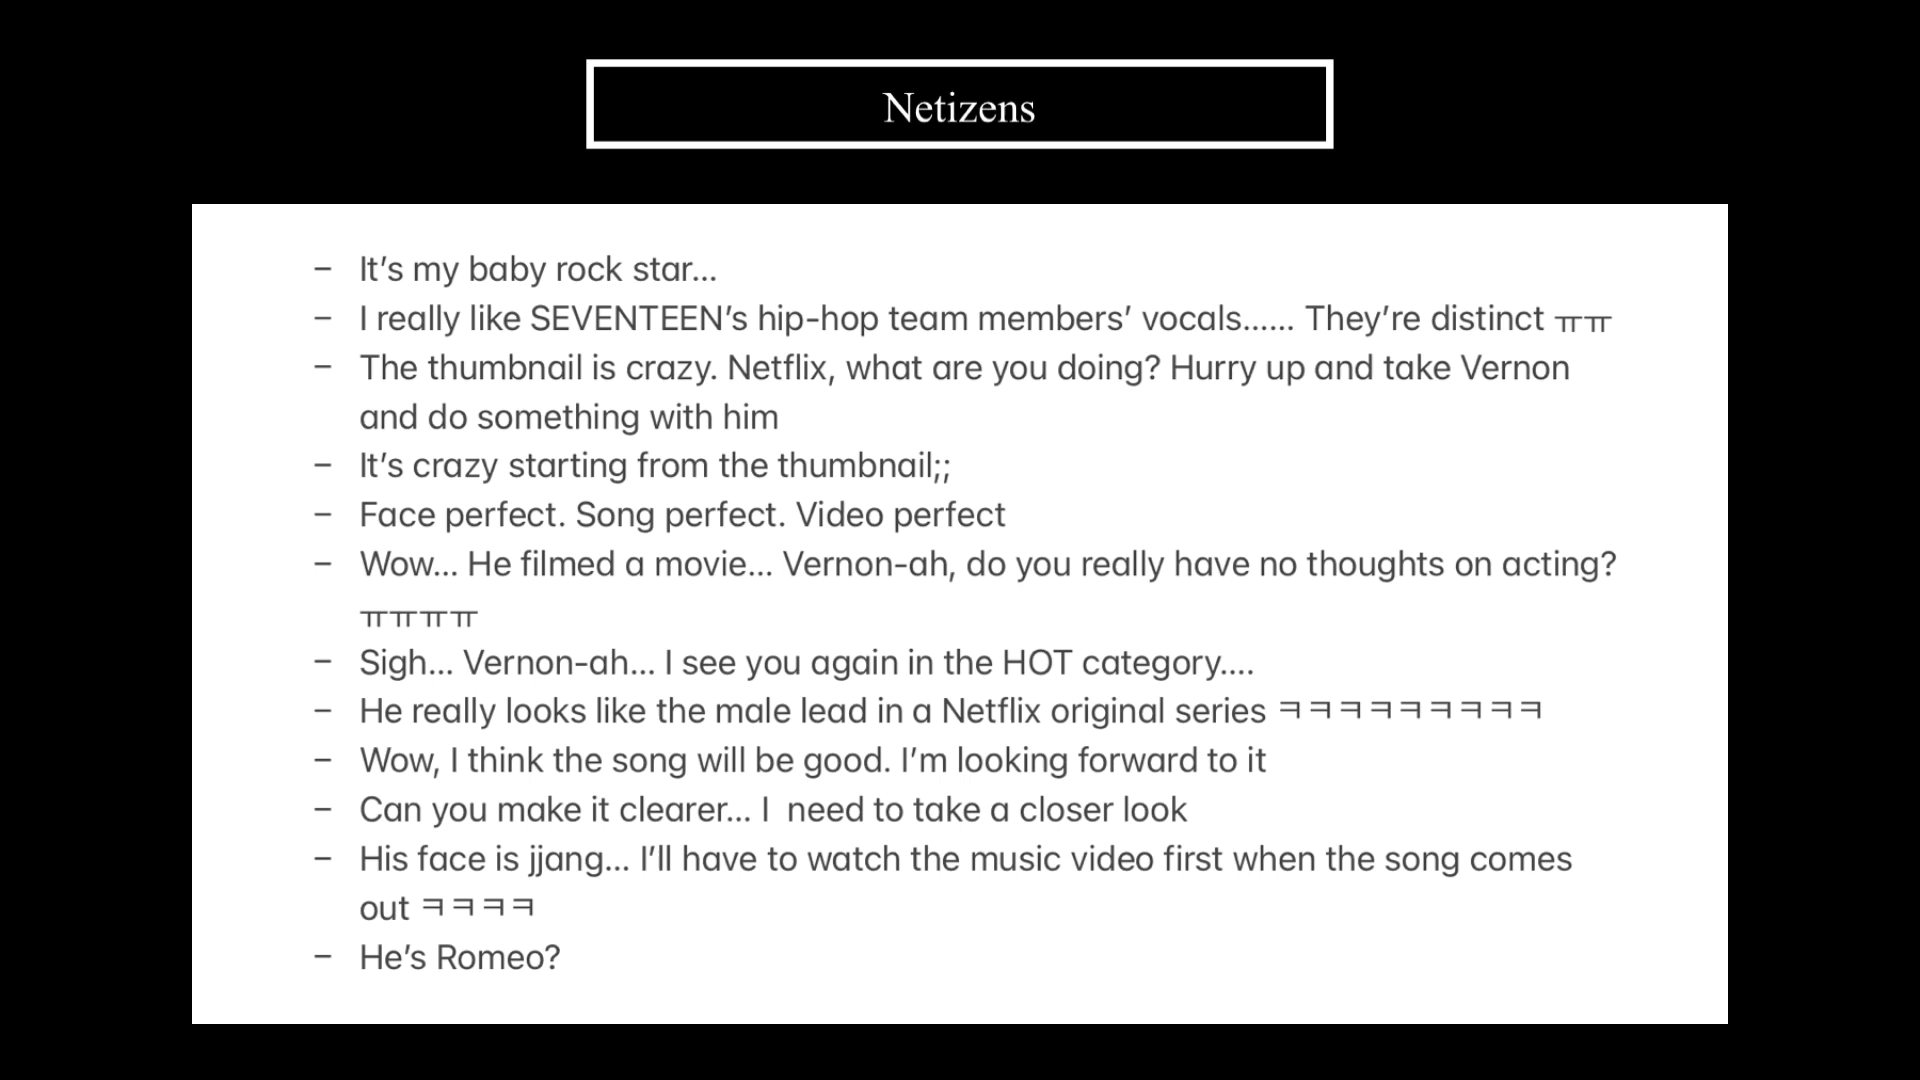 Netizens
– It’s my baby rock star...
– I really like SEVENTEEN’s hip-hop team members’ vocals...... They’re distinct ㅠㅠ
– The thumbnail is crazy. Netflix, what are you doing? Hurry up and take Vernon
and do something with him
– It’s crazy starting from the thumbnail;;
– Face perfect. Song perfect. Video perfect
– Wow... He filmed a movie... Vernon-ah, do you really have no thoughts on acting?
ㅠㅠㅠㅠ
– Sigh... Vernon-ah... I see you again in the HOT category....
– He really looks like the male lead in a Netflix original series ㅋㅋㅋㅋㅋㅋㅋㅋㅋ
– Wow, I think the song will be good. I’m looking forward to it
– Can you make it clearer... I  need to take a closer look
– His face is jjang... I’ll have to watch the music video first when the song comes
out ㅋㅋㅋㅋ
– He’s Romeo?